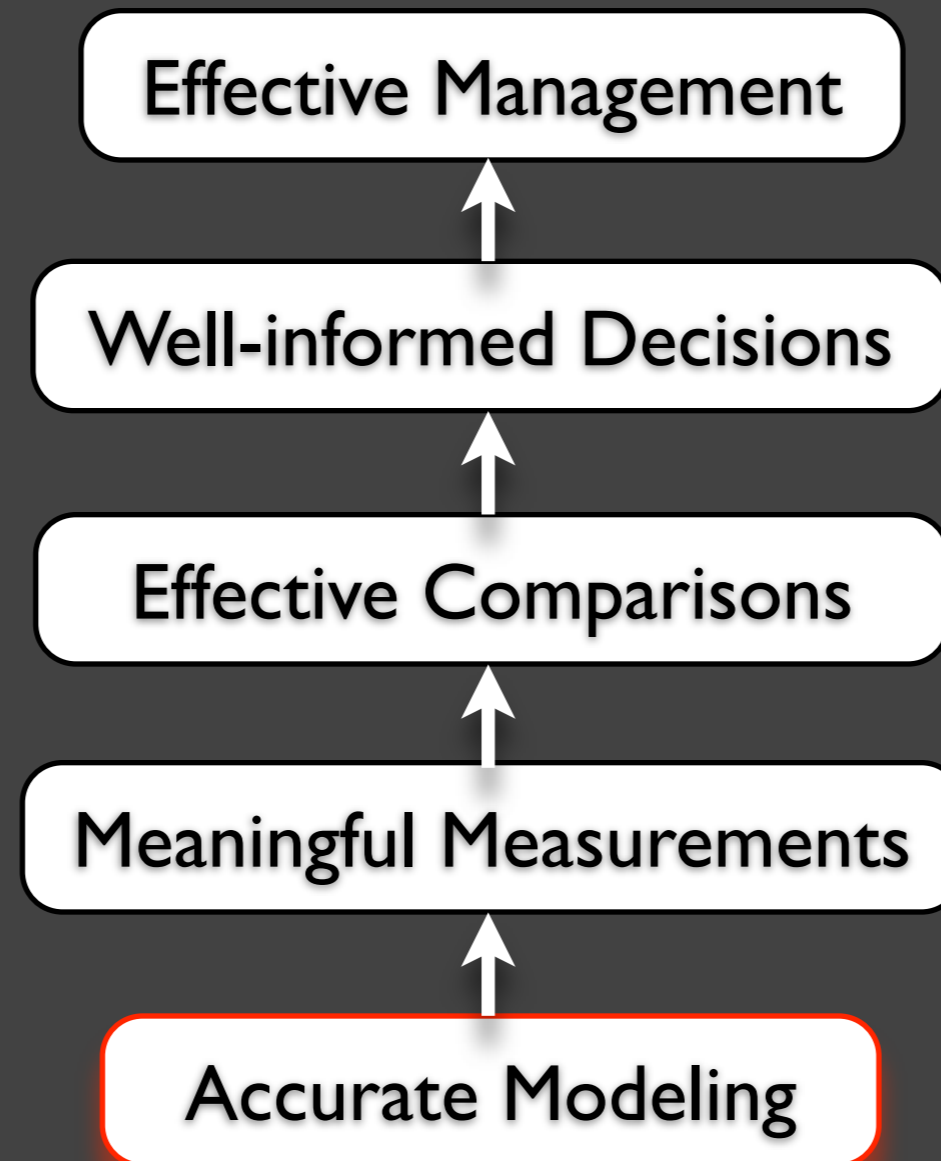 Effective Management
Well-informed Decisions
Effective Comparisons
Meaningful Measurements
Accurate Modeling